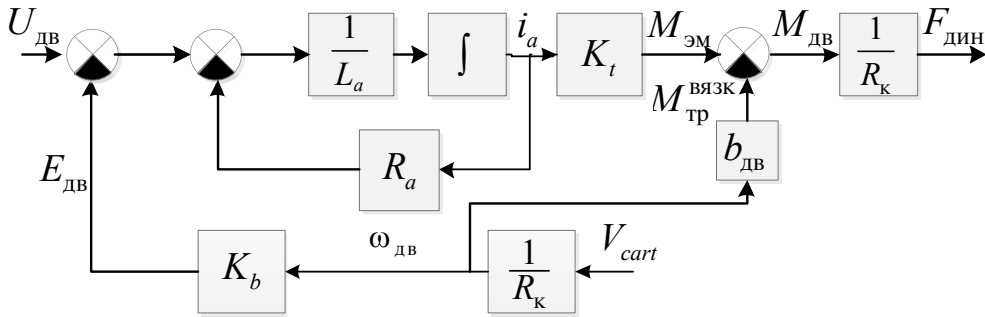 U_дв
1/L_a
∫
i_a
K_t
M_эм
M_дв
1/R_к
F_дин
M_тр^вязк
b_дв
R_a
E_дв
K_b
ω_дв
1/R_к
V_cart